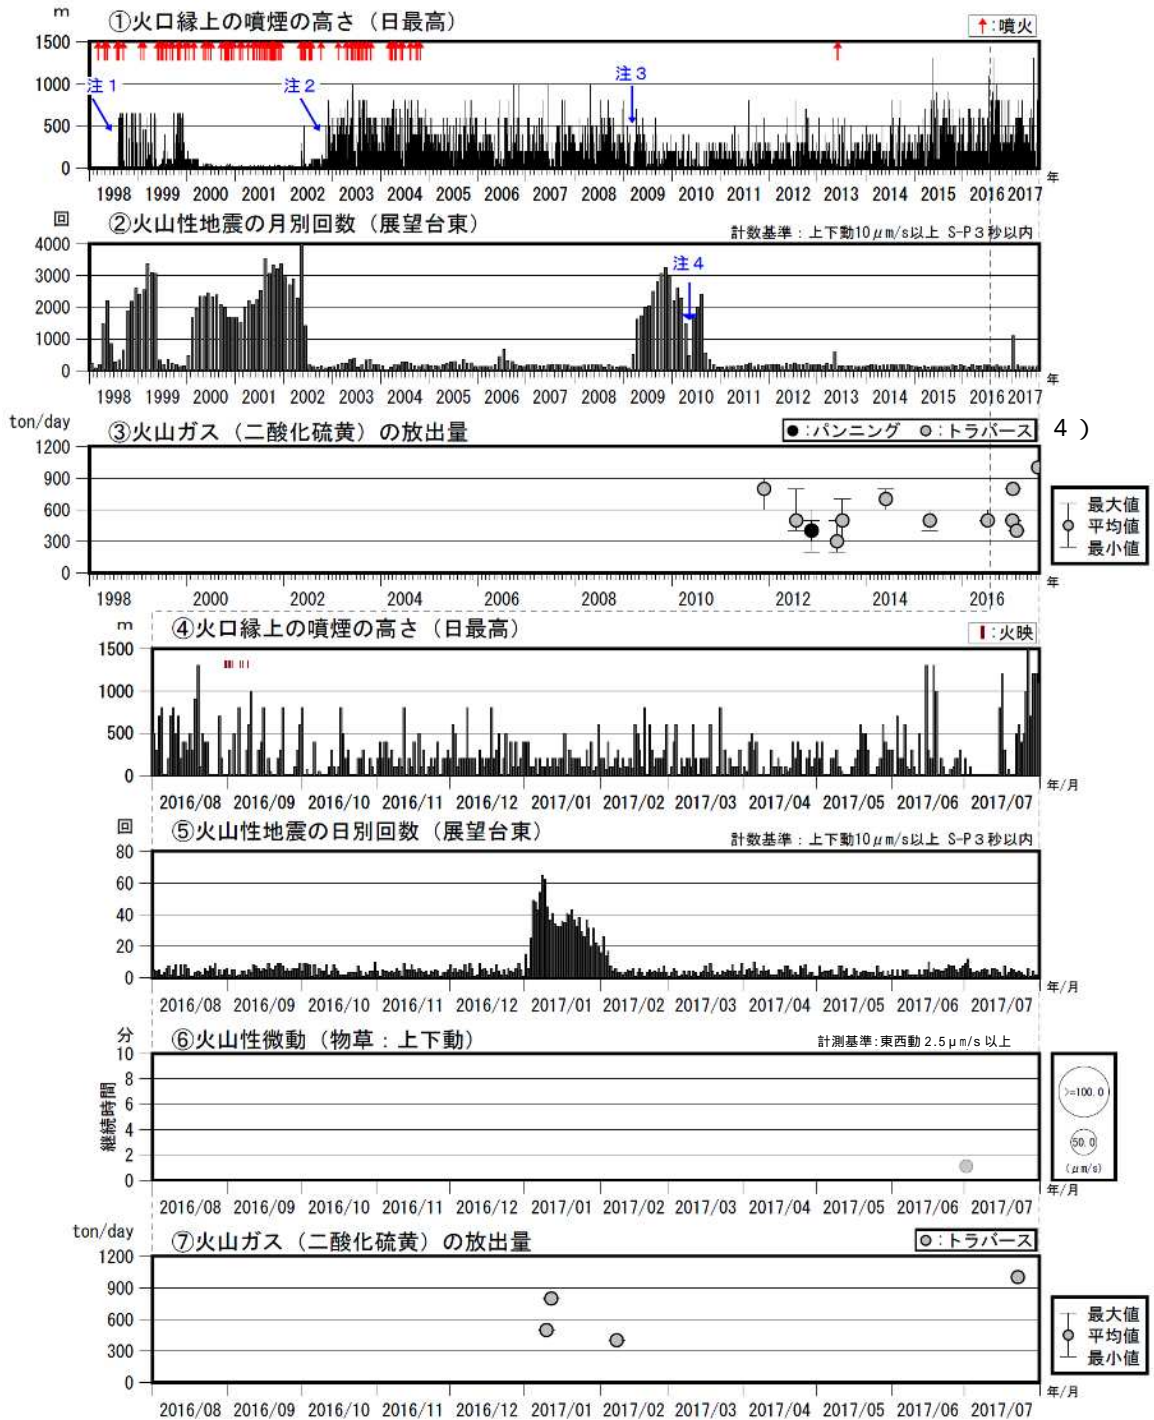 m ①火口縁上の噴煙の高さ（日最高） ↑:噴火
1500
1000
500
0
注1
注2
注3
1998 1999 2000 2001 2002 2003 2004 2005 2006 2007 2008 2009 2010 2011 2012 2013 2014 2015 2016 2017 年
回 ②火山性地震の月別回数（展望台東） 計数基準：上下動10μm/s以上 S-P3秒以内
4000
3000
2000
1000
0
注4
1998 1999 2000 2001 2002 2003 2004 2005 2006 2007 2008 2009 2010 2011 2012 2013 2014 2015 2016 2017 年
ton/day ③火山ガス（二酸化硫黄）の放出量 ●:パンニング ○:トラバース 4）
1200
900
600
300
0
最大値
平均値
最小値
1998 2000 2002 2004 2006 2008 2010 2012 2014 2016 年
m ④火口縁上の噴煙の高さ（日最高） ▌:火映
1500
1000
500
0
2016/08 2016/09 2016/10 2016/11 2016/12 2017/01 2017/02 2017/03 2017/04 2017/05 2017/06 2017/07 年/月
回 ⑤火山性地震の日別回数（展望台東） 計数基準：上下動10μm/s以上 S-P3秒以内
80
60
40
20
0
2016/08 2016/09 2016/10 2016/11 2016/12 2017/01 2017/02 2017/03 2017/04 2017/05 2017/06 2017/07 年/月
分 ⑥火山性微動（物草：上下動） 計測基準:東西動2.5μm/s以上
継続時間
10
8
6
4
2
0
>=100.0
50.0
(μm/s)
2016/08 2016/09 2016/10 2016/11 2016/12 2017/01 2017/02 2017/03 2017/04 2017/05 2017/06 2017/07 年/月
ton/day ⑦火山ガス（二酸化硫黄）の放出量 ○:トラバース
1200
900
600
300
0
最大値
平均値
最小値
2016/08 2016/09 2016/10 2016/11 2016/12 2017/01 2017/02 2017/03 2017/04 2017/05 2017/06 2017/07 年/月